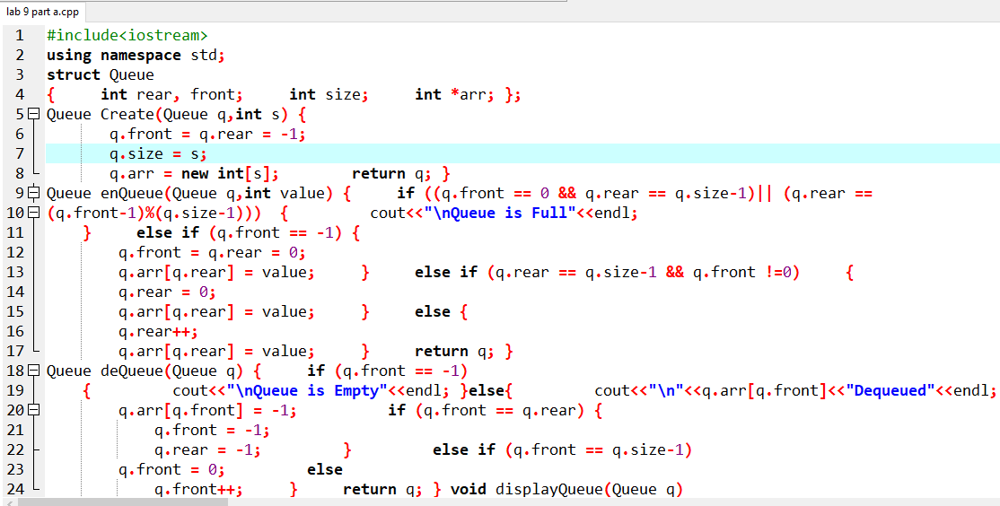 lab 9 part a.cpp
1 #include<iostream>
2 using namespace std;
3 struct Queue
4 {     int rear, front;     int size;     int *arr; };
5 Queue Create(Queue q,int s) {
6        q.front = q.rear = -1;
7        q.size = s;
8        q.arr = new int[s];        return q; }
9 Queue enQueue(Queue q,int value) {     if ((q.front == 0 && q.rear == q.size-1)|| (q.rear ==
10 (q.front-1)%(q.size-1)))  {         cout<<"\nQueue is Full"<<endl;
11     }     else if (q.front == -1) {
12         q.front = q.rear = 0;
13         q.arr[q.rear] = value;     }     else if (q.rear == q.size-1 && q.front !=0)     {
14         q.rear = 0;
15         q.arr[q.rear] = value;     }     else {
16         q.rear++;
17         q.arr[q.rear] = value;     }     return q; }
18 Queue deQueue(Queue q) {     if (q.front == -1)
19     {         cout<<"\nQueue is Empty"<<endl; }else{         cout<<"\n"<<q.arr[q.front]<<"Dequeued"<<endl;
20         q.arr[q.front] = -1;          if (q.front == q.rear) {
21             q.front = -1;
22             q.rear = -1;         }         else if (q.front == q.size-1)
23         q.front = 0;         else
24             q.front++;     }     return q; } void displayQueue(Queue q)